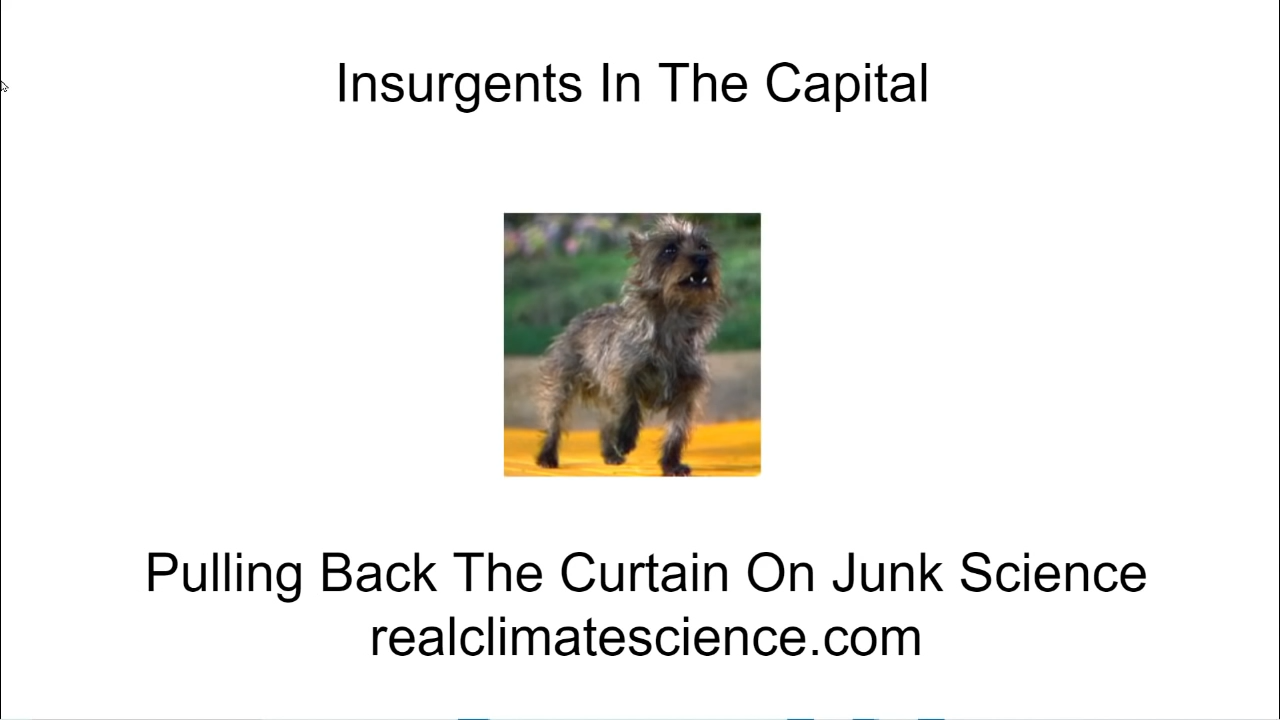 Insurgents In The Capital
Pulling Back The Curtain On Junk Science
realclimatescience.com